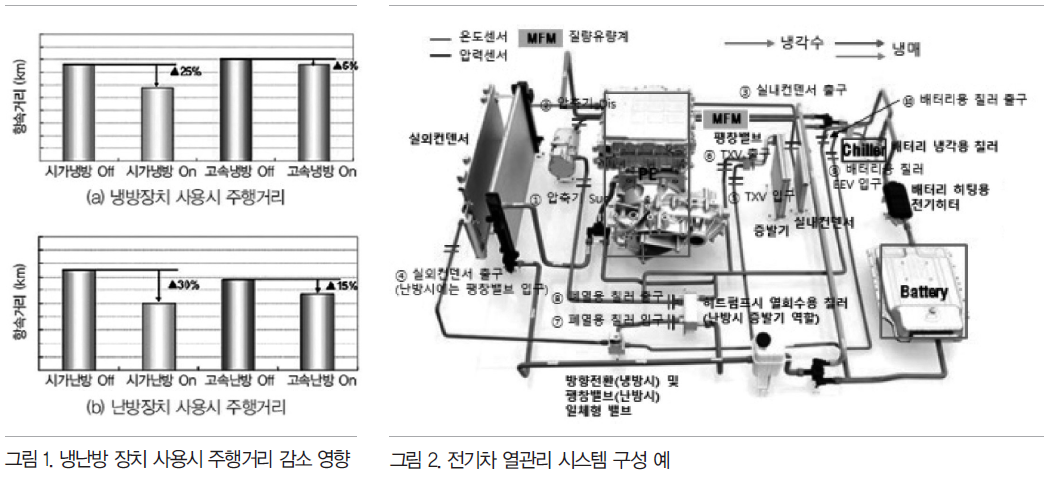 항속거리 (km)
▲25%
▲6%
시가냉방 Off 시가냉방 On 고속냉방 Off 고속냉방 On
(a) 냉방장치 사용시 주행거리
항속거리 (km)
▲30%
▲15%
시가난방 Off 시가난방 On 고속난방 Off 고속난방 On
(b) 난방장치 사용시 주행거리
그림 1. 냉난방 장치 사용시 주행거리 감소 영향
온도센서
압력센서
MFM 질량유량계
냉각수
냉매
실외컨덴서
② 압축기 Dis
③ 실내컨덴서 출구
⑩ 배터리용 칠러 출구
MFM
팽창밸브
⑥ TXV 출구
Chiller
배터리 냉각용 칠러
⑨ 배터리용 칠러
EEV 입구
PE
⑤ TXV 입구
배터리 히팅용
전기히터
① 압축기 Suc
증발기
실내컨덴서
④ 실외컨덴서 출구
(난방시에는 팽창밸브 입구)
⑧ 폐열용 칠러 출구
⑦ 폐열용 칠러 입구
히트펌프시 열회수용 칠러
(난방시 증발기 역할)
Battery
방향전환(냉방시) 및
팽창밸브(난방시)
일체형 밸브
그림 2. 전기차 열관리 시스템 구성 예